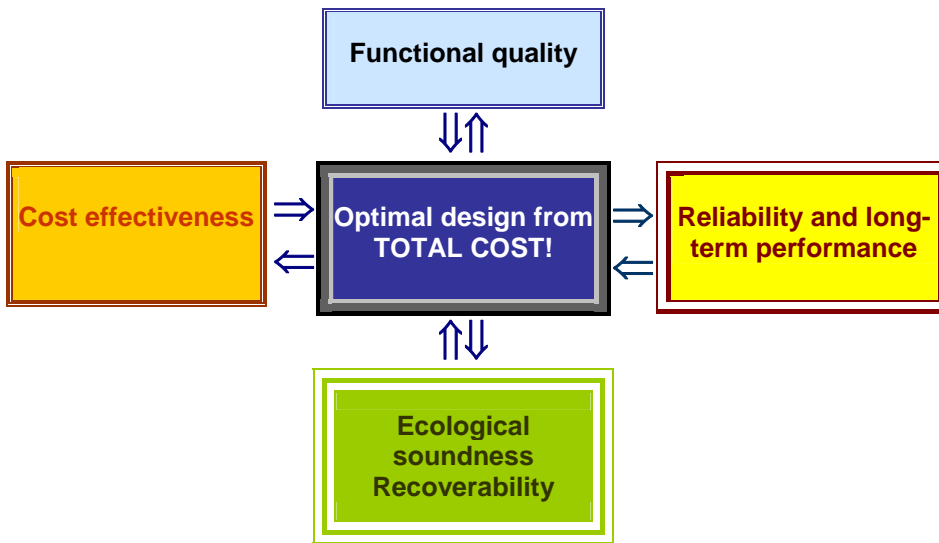 Functional quality
Cost effectiveness
Optimal design from
TOTAL COST!
Reliability and long-
term performance
Ecological
soundness
Recoverability